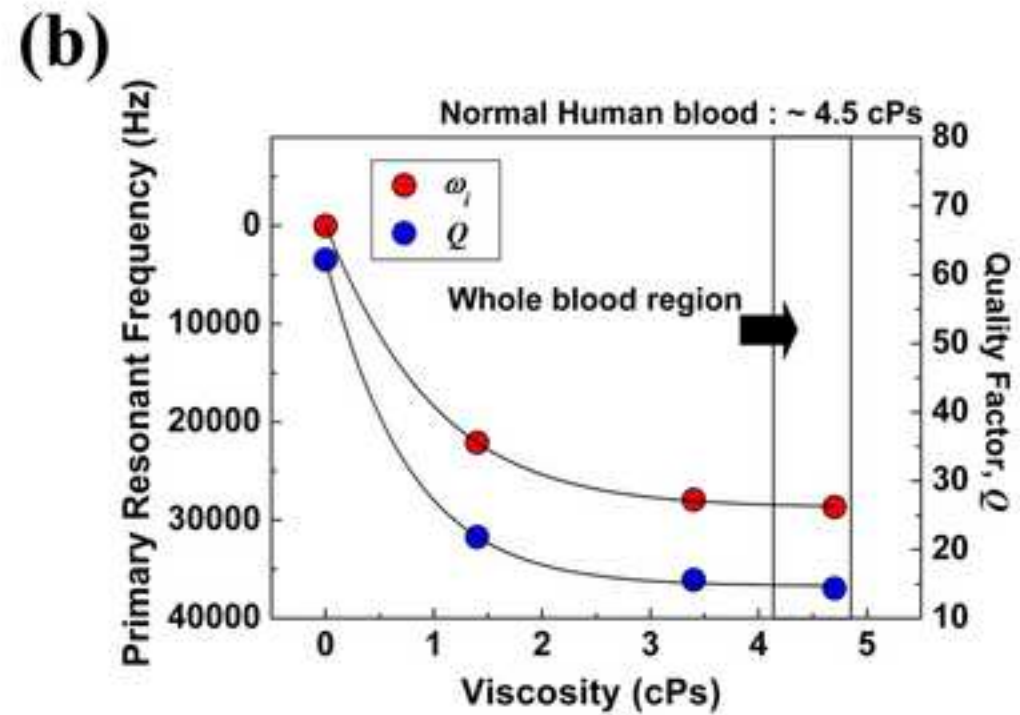 (b)
Normal Human blood : ~ 4.5 cPs
Primary Resonant Frequency (Hz)
0
10000
20000
30000
40000
ωi
Q
Whole blood region
80
70
60
50
40
30
20
10
Quality Factor, Q
0 1 2 3 4 5
Viscosity (cPs)